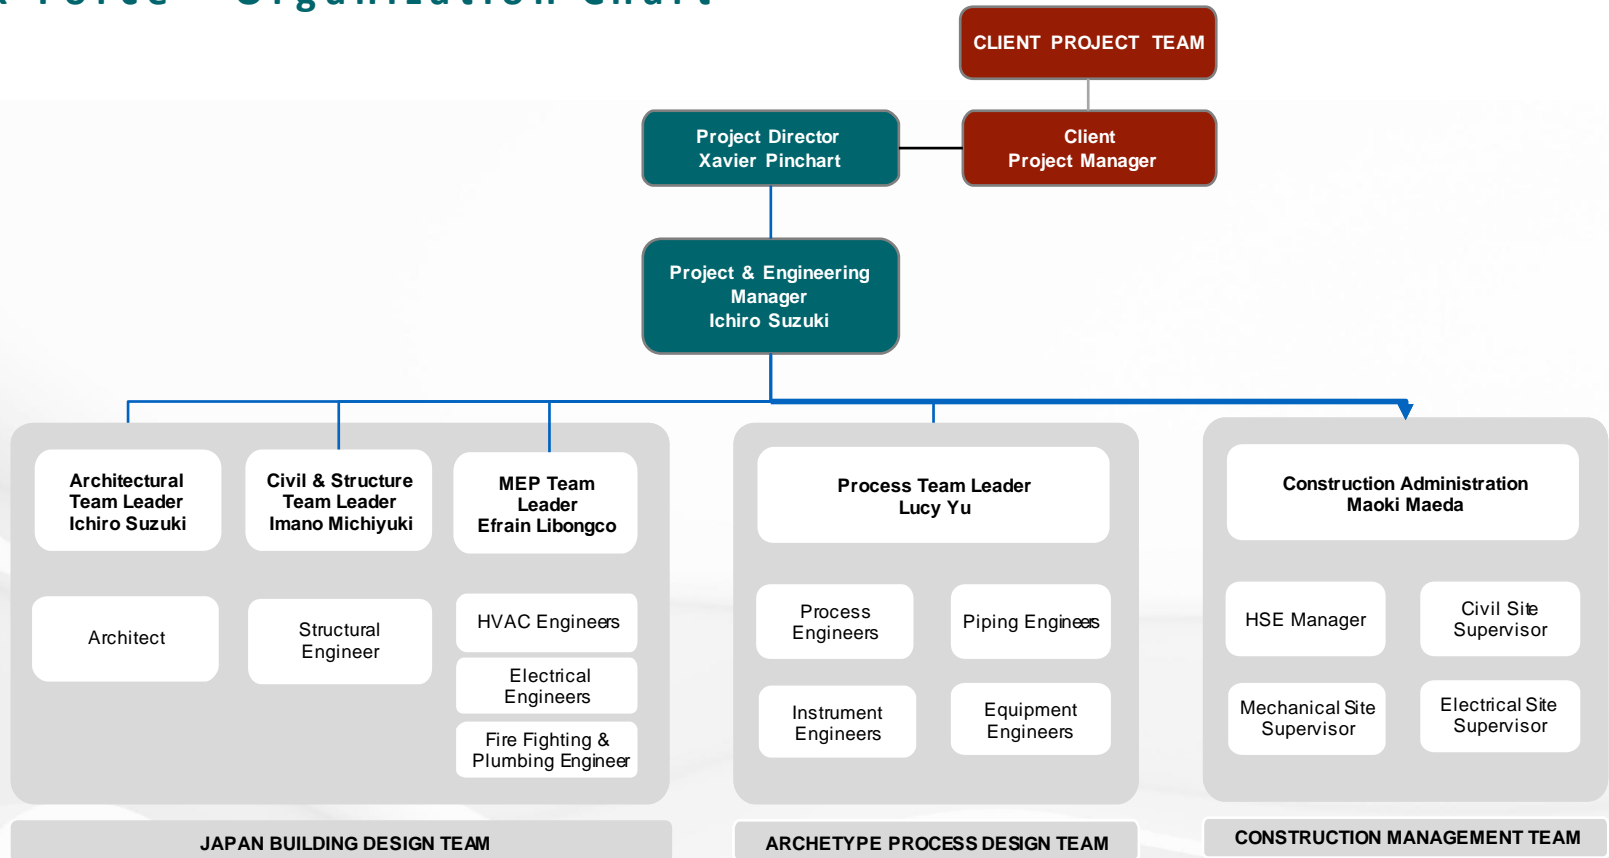 Force - Organization Chart
CLIENT PROJECT TEAM
Project Director
Xavier Pinchart
Client
Project Manager
Project & Engineering
Manager
Ichiro Suzuki
Architectural
Team Leader
Ichiro Suzuki
Civil & Structure
Team Leader
Imano Michiyuki
MEP Team
Leader
Efrain Libongco
Architect
Structural
Engineer
HVAC Engineers
Electrical
Engineers
Fire Fighting &
Plumbing Engineer
JAPAN BUILDING DESIGN TEAM
Process Team Leader
Lucy Yu
Process
Engineers
Piping Engineers
Instrument
Engineers
Equipment
Engineers
ARCHETYPE PROCESS DESIGN TEAM
Construction Administration
Maoki Maeda
HSE Manager
Civil Site
Supervisor
Mechanical Site
Supervisor
Electrical Site
Supervisor
CONSTRUCTION MANAGEMENT TEAM